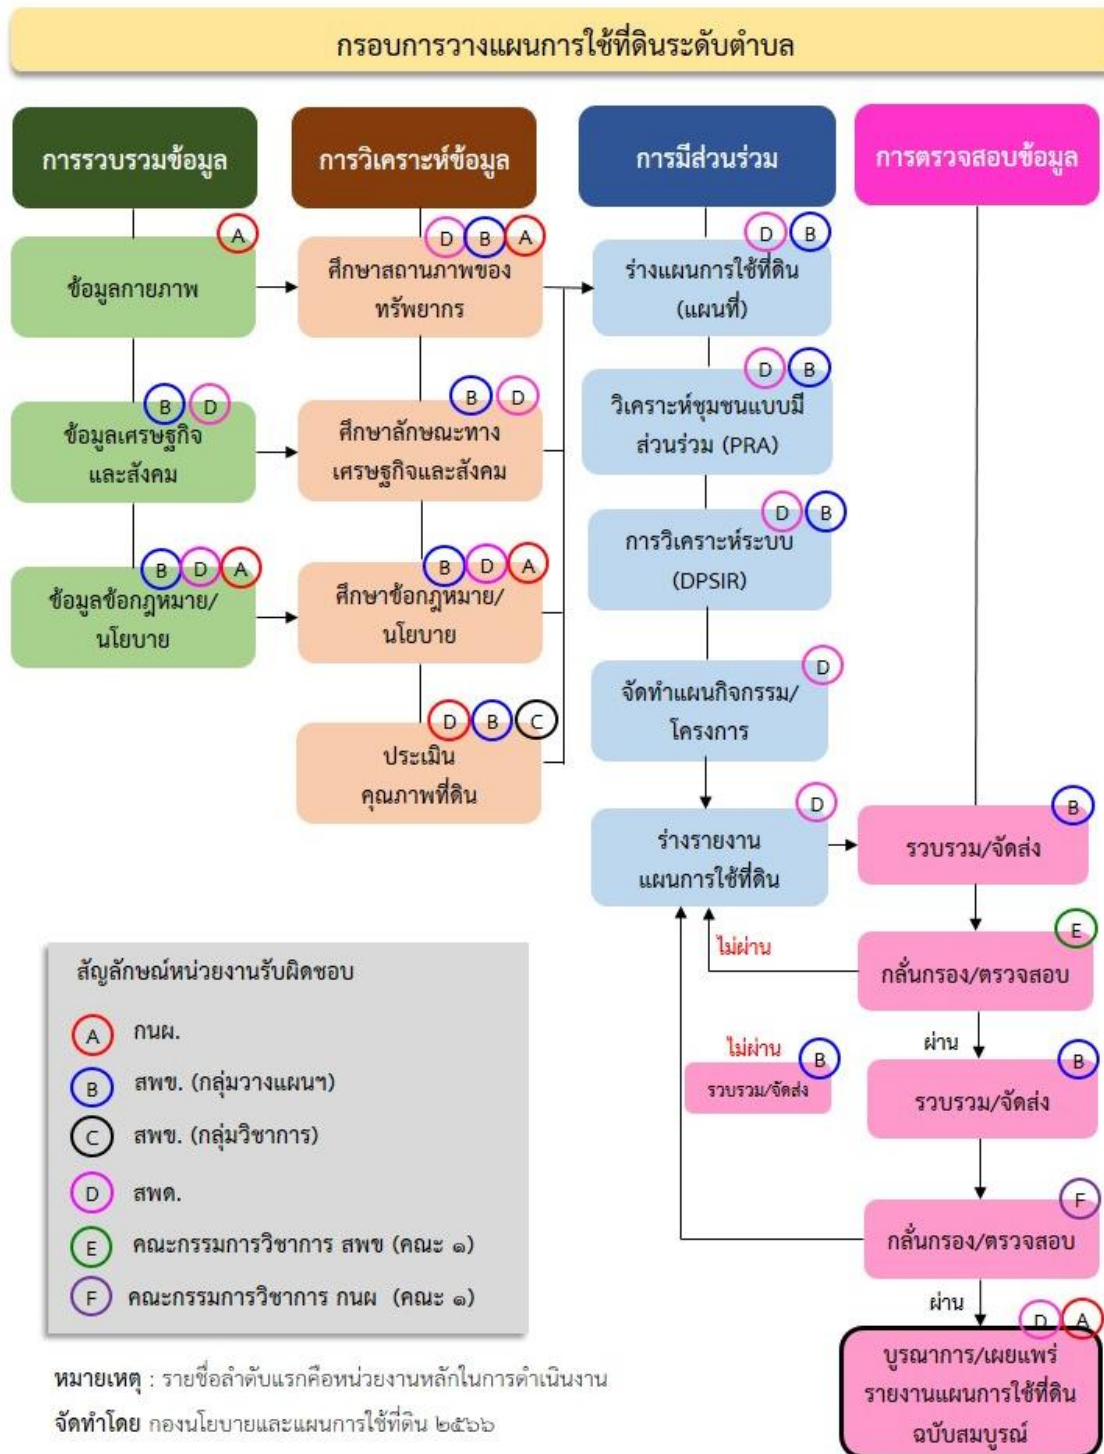 กรอบการวางแผนการใช้ที่ดินระดับตำบล
การรวบรวมข้อมูล
A
ข้อมูลกายภาพ
B D
ข้อมูลเศรษฐกิจ
และสังคม
B D A
ข้อมูลข้อกฎหมาย/
นโยบาย
การวิเคราะห์ข้อมูล
D B A
ศึกษาสถานภาพของ
ทรัพยากร
B D
ศึกษาลักษณะทาง
เศรษฐกิจและสังคม
B D A
ศึกษาข้อกฎหมาย/
นโยบาย
D B C
ประเมิน
คุณภาพที่ดิน
การมีส่วนร่วม
D B
ร่างแผนการใช้ที่ดิน
(แผนที่)
D B
วิเคราะห์ชุมชนแบบมี
ส่วนร่วม (PRA)
D B
การวิเคราะห์ระบบ
(DPSIR)
D
จัดทำแผนกิจกรรม/
โครงการ
D
ร่างรายงาน
แผนการใช้ที่ดิน
การตรวจสอบข้อมูล
B
รวบรวม/จัดส่ง
E
กลั่นกรอง/ตรวจสอบ
ไม่ผ่าน
ผ่าน
B
รวบรวม/จัดส่ง
F
กลั่นกรอง/ตรวจสอบ
ไม่ผ่าน
B
รวบรวม/จัดส่ง
ผ่าน
D A
บูรณาการ/เผยแพร่
รายงานแผนการใช้ที่ดิน
ฉบับสมบูรณ์
สัญลักษณ์หน่วยงานรับผิดชอบ
A กนผ.
B สพข. (กลุ่มวางแผนฯ)
C สพข. (กลุ่มวิชาการ)
D สพด.
E คณะกรรมการวิชาการ สพข (คณะ ๑)
F คณะกรรมการวิชาการ กนผ (คณะ ๑)
หมายเหตุ : รายชื่อลำดับแรกคือหน่วยงานหลักในการดำเนินงาน
จัดทำโดย กองนโยบายและแผนการใช้ที่ดิน ๒๕๖๖